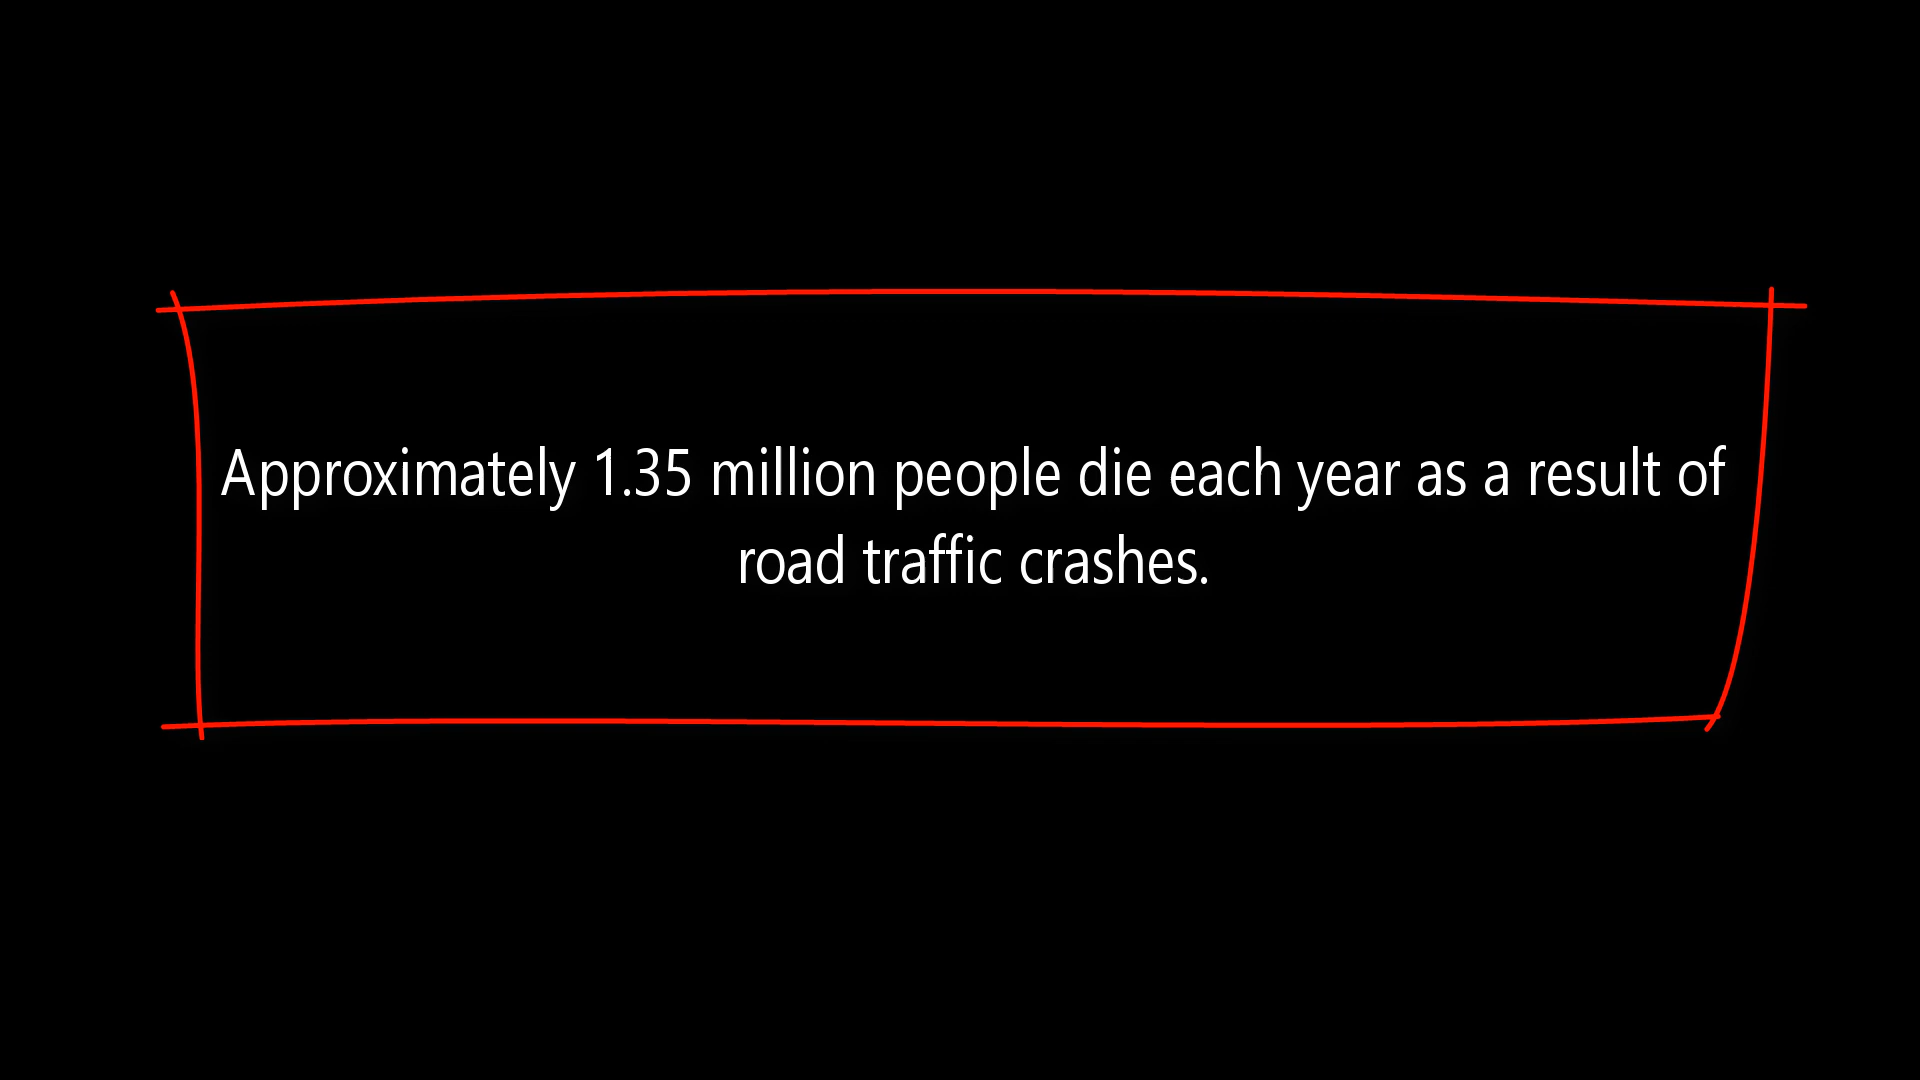 Approximately 1.35 million people die each year as a result of
road traffic crashes.